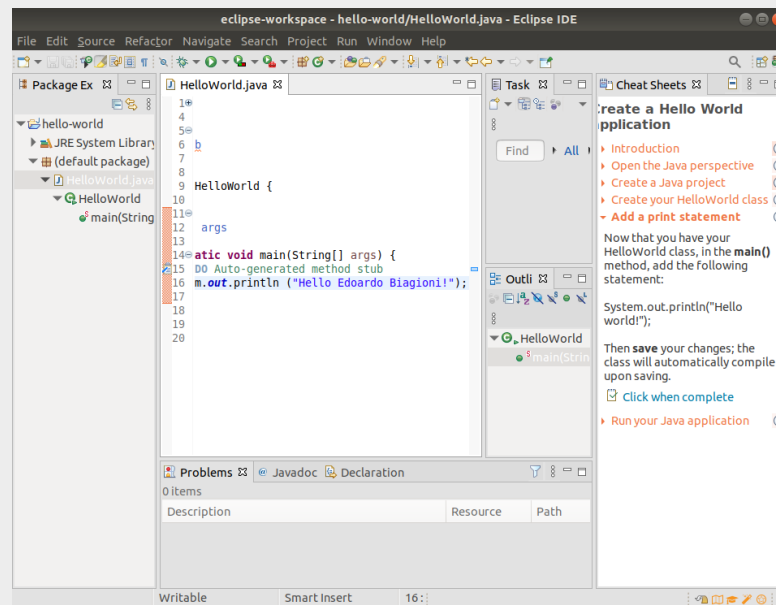 eclipse-workspace - hello-world/HelloWorld.java - Eclipse IDE
File Edit Source Refactor Navigate Search Project Run Window Help
Package Ex
hello-world
JRE System Library
(default package)
HelloWorld.java
HelloWorld
main(String
HelloWorld.java
1
4
5
6 b
7
8
9 HelloWorld {
10
11
12 args
13
14 atic void main(String[] args) {
15 DO Auto-generated method stub
16 m.out.println ("Hello Edoardo Biagioni!");
17
18
19
20
Task
Find All
Outli
HelloWorld
main(Strin
Cheat Sheets
Create a Hello World
application
Introduction
Open the Java perspective
Create a Java project
Create your HelloWorld class
Add a print statement
Now that you have your
HelloWorld class, in the main()
method, add the following
statement:
System.out.println("Hello
world!");
Then save your changes; the
class will automatically compile
upon saving.
Click when complete
Run your Java application
Problems Javadoc Declaration
0 items
Description Resource Path
Writable Smart Insert 16: